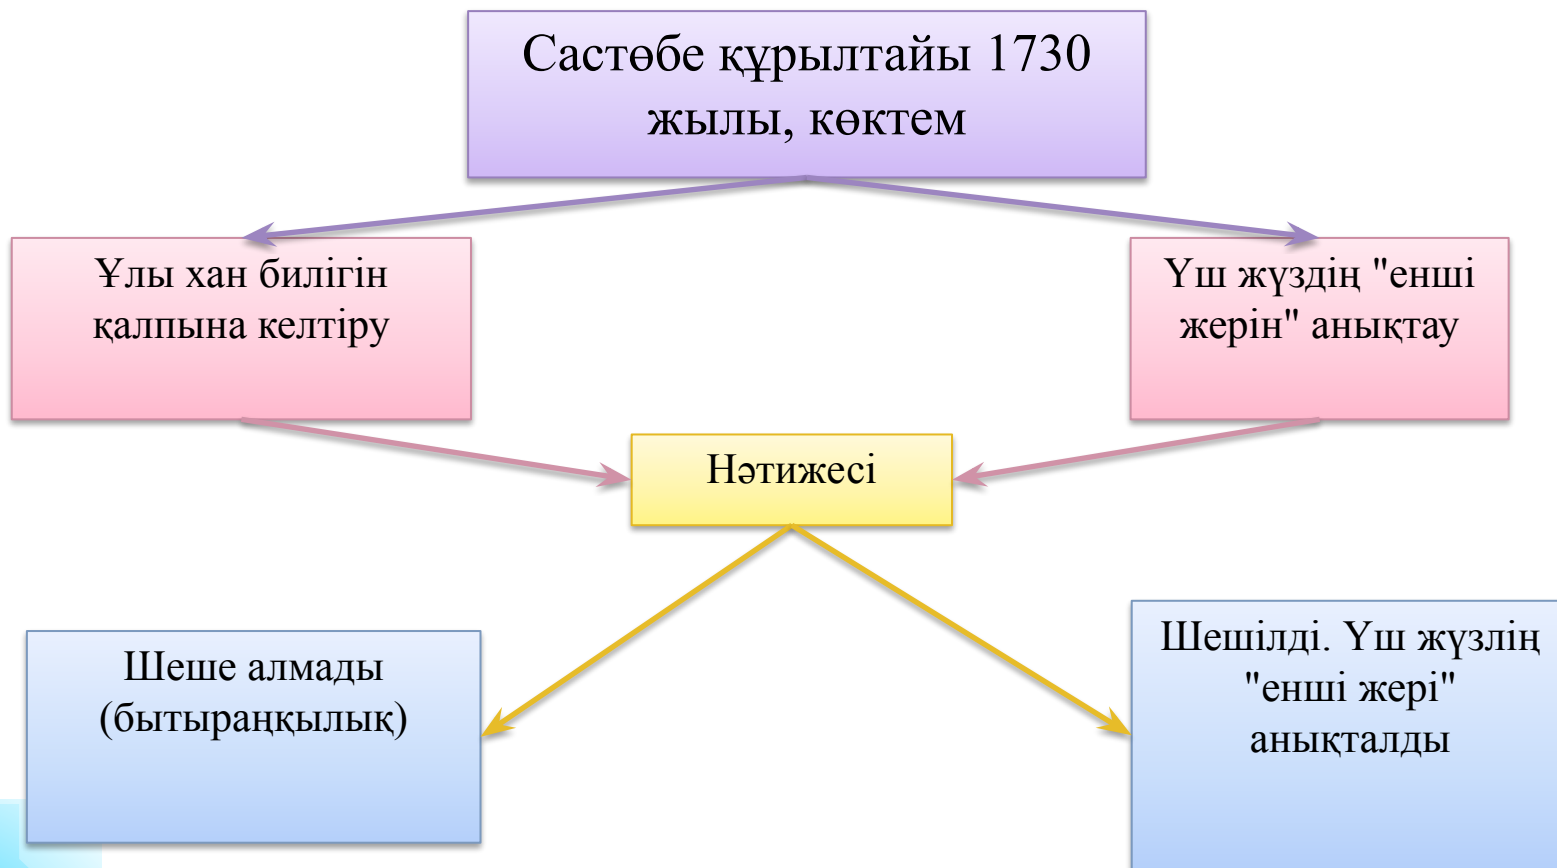 Састөбе құрылтайы 1730
жылы, көктем
Ұлы хан билігін
қалпына келтіру
Үш жүздің "енші
жерін" анықтау
Нәтижесі
Шеше алмады
(бытыраңқылық)
Шешілді. Үш жүзлің
"енші жері"
анықталды